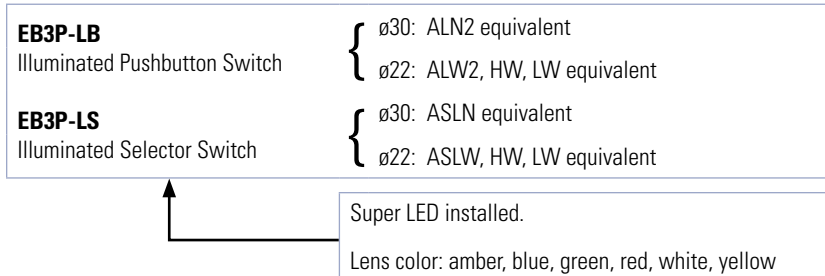 EB3P-LB
Illuminated Pushbutton Switch
ø30: ALN2 equivalent
ø22: ALW2, HW, LW equivalent
EB3P-LS
Illuminated Selector Switch
ø30: ASLN equivalent
ø22: ASLW, HW, LW equivalent
Super LED installed.
Lens color: amber, blue, green, red, white, yellow